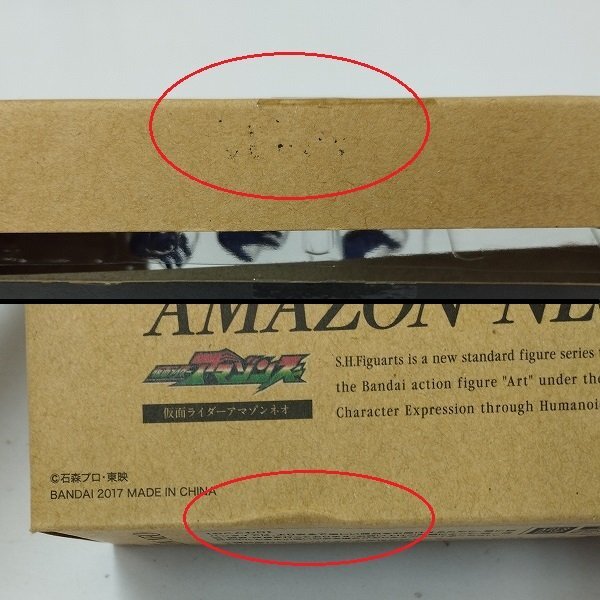 AMAZON NE
仮面ライダー
アマゾンズ
S.H.Figuarts is a new standard figure series
仮面ライダーアマゾンネオ
the Bandai action figure "Art" under the
Character Expression through Humanoi
©石森プロ・東映
BANDAI 2017 MADE IN CHINA